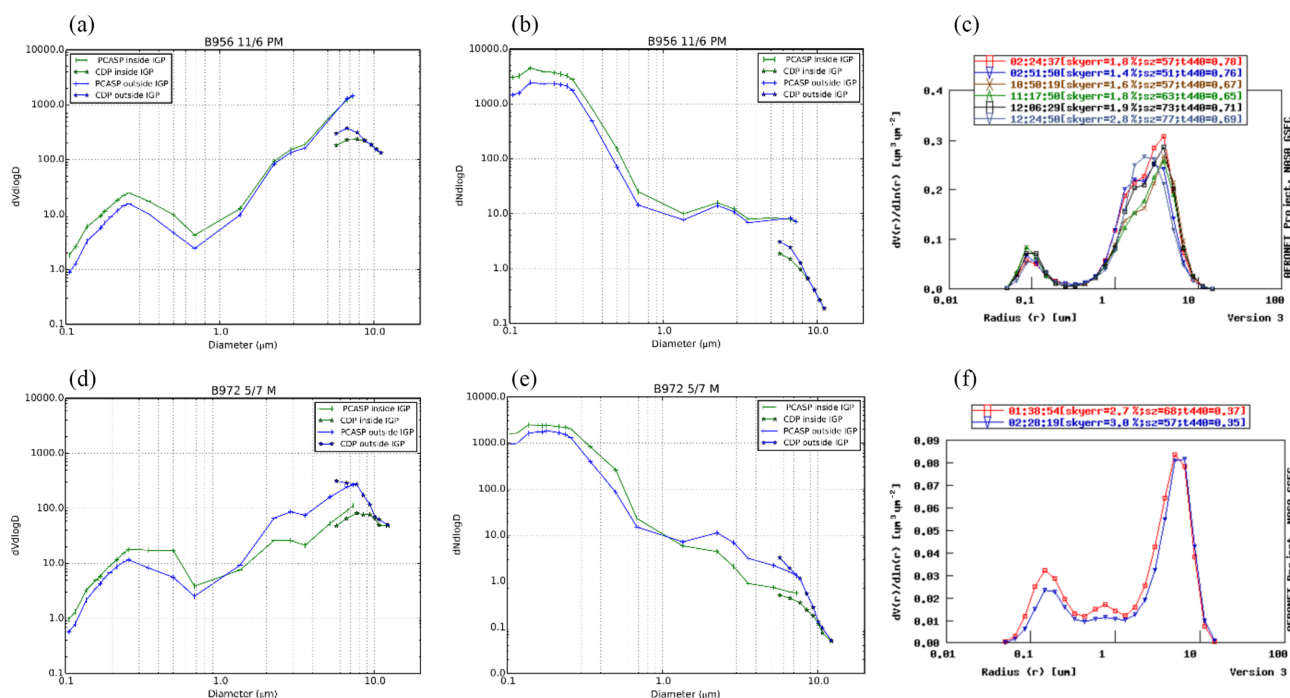 (a)
B956 11/6 PM
10000.0
1000.0
100.0
10.0
1.0
0.1
dVdlogD
PCASP inside IGP
CDP inside IGP
PCASP outside IGP
CDP outside IGP
0.1
1.0
10.0
Diameter (μm)
(b)
B956 11/6 PM
10000.0
1000.0
100.0
10.0
1.0
0.1
dNdlogD
PCASP inside IGP
CDP inside IGP
PCASP outside IGP
CDP outside IGP
0.1
1.0
10.0
Diameter (μm)
(c)
02:24:37[skyerr=1.8%;sz=57;t440=0.78]
02:51:50[skyerr=1.4%;sz=51;t440=0.76]
10:50:19[skyerr=1.6%;sz=57;t440=0.67]
11:17:50[skyerr=1.8%;sz=63;t440=0.65]
12:06:29[skyerr=1.9%;sz=73;t440=0.71]
12:24:50[skyerr=2.8%;sz=77;t440=0.69]
0.4
0.3
0.2
0.1
0.0
dV(r)/dln(r) [um³um⁻²]
0.01
0.1
1
10
100
Radius (r) [um]
Version 3
AERONET Project, NASA GSFC
(d)
B972 5/7 M
10000.0
1000.0
100.0
10.0
1.0
0.1
dVdlogD
PCASP inside IGP
CDP inside IGP
PCASP outside IGP
CDP outside IGP
0.1
1.0
10.0
Diameter (μm)
(e)
B972 5/7 M
10000.0
1000.0
100.0
10.0
1.0
0.1
0.0
dNdlogD
PCASP inside IGP
CDP inside IGP
PCASP outside IGP
CDP outside IGP
0.1
1.0
10.0
Diameter (μm)
(f)
01:38:54[skyerr=2.7%;sz=68;t440=0.37]
02:28:19[skyerr=3.0%;sz=57;t440=0.35]
0.09
0.08
0.07
0.06
0.05
0.04
0.03
0.02
0.01
0.00
dV(r)/dln(r) [um³um⁻²]
0.01
0.1
1
10
100
Radius (r) [um]
Version 3
AERONET Project, NASA GSFC